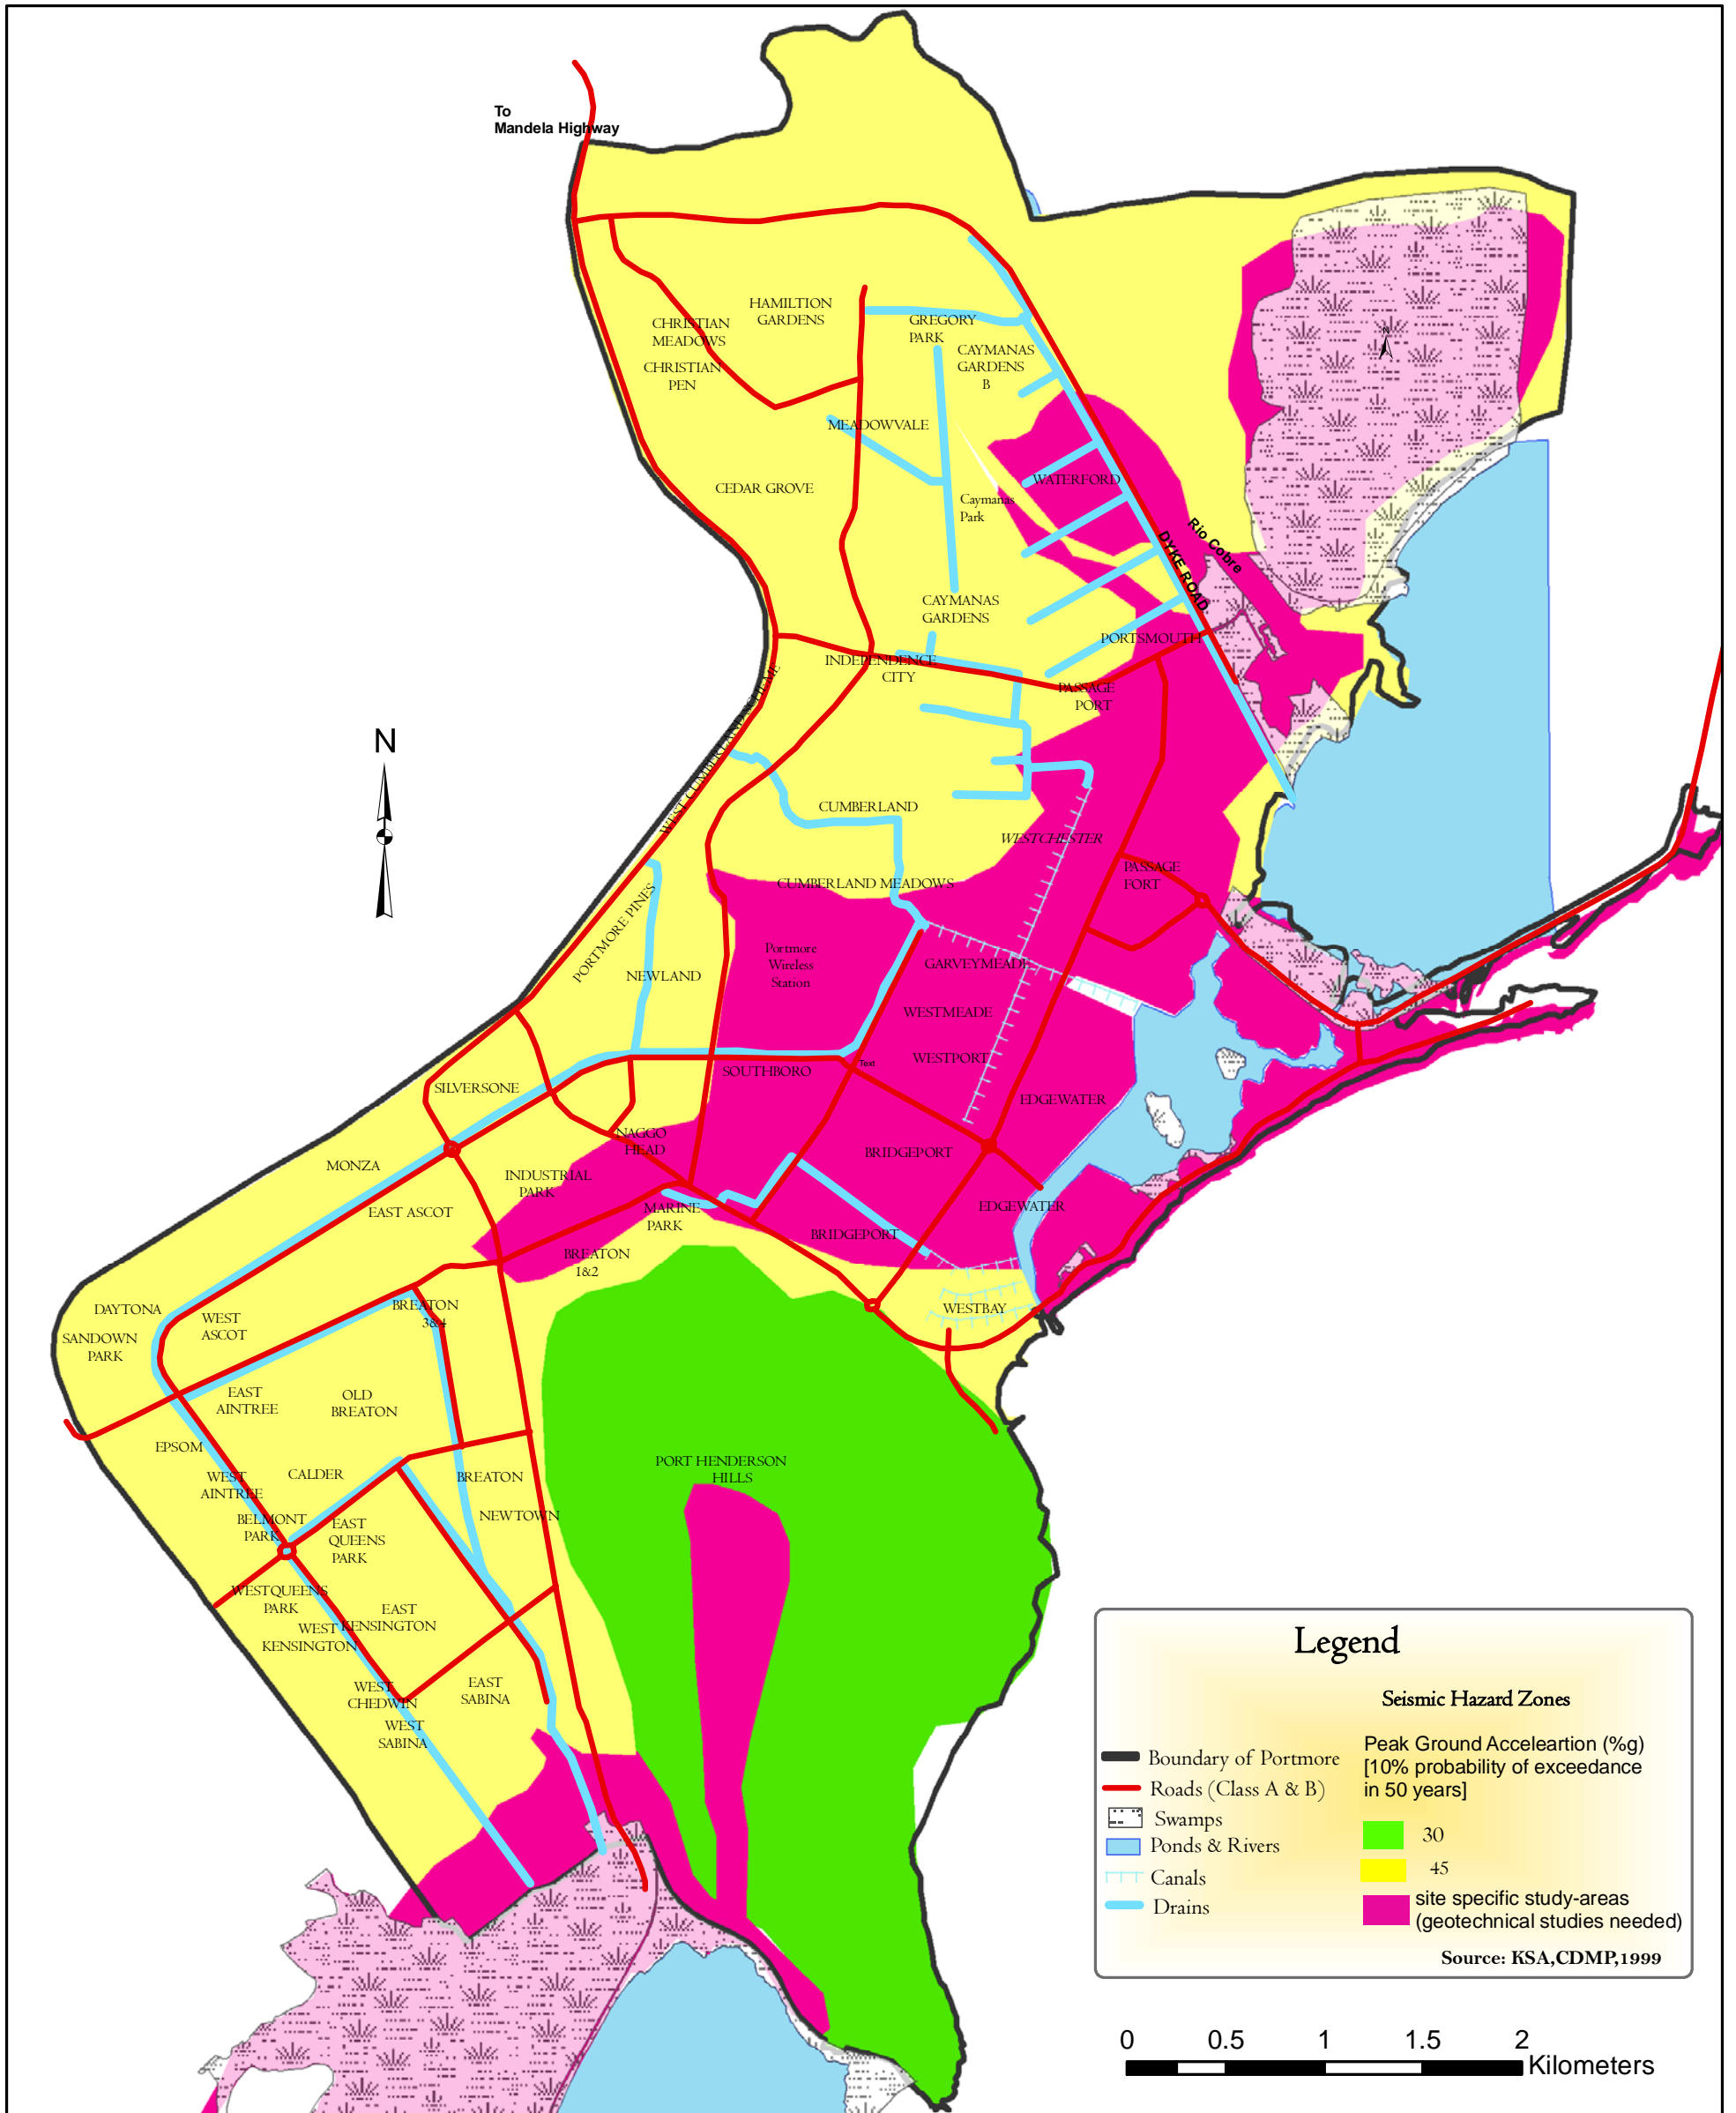 To
Mandela Highway
HAMILTION
GARDENS
CHRISTIAN
MEADOWS
GREGORY
PARK
CAYMANAS
GARDENS
B
CHRISTIAN
PEN
N
MEADOWVALE
CEDAR GROVE
WATERFORD
Caymanas
Park
Rio Cobre
DYKE ROAD
CAYMANAS
GARDENS
PORTSMOUTH
INDEPENDENCE
CITY
PASSAGE
PORT
WEST CUMBERLAND SCHEME
N
CUMBERLAND
WESTCHESTER
PASSAGE
FORT
CUMBERLAND MEADOWS
PORTMORE PINES
Portmore
Wireless
Station
NEWLAND
GARVEYMEADE
WESTMEADE
WESTPORT
Text
SOUTHBORO
SILVERSONE
EDGEWATER
NAGGO
HEAD
BRIDGEPORT
MONZA
INDUSTRIAL
PARK
EAST ASCOT
MARINE
PARK
EDGEWATER
BRIDGEPORT
BREATON
1&2
DAYTONA
WEST
ASCOT
BREATON
3&4
WESTBAY
SANDOWN
PARK
EAST
AINTREE
OLD
BREATON
EPSOM
WEST
AINTREE
CALDER
BREATON
PORT HENDERSON
HILLS
BELMONT
PARK
EAST
QUEENS
PARK
NEWTOWN
WESTQUEENS
PARK
EAST
KENSINGTON
WEST
KENSINGTON
WEST
CHEDWIN
EAST
SABINA
WEST
SABINA
Legend
Seismic Hazard Zones
Boundary of Portmore
Roads (Class A & B)
Swamps
Ponds & Rivers
Canals
Drains
Peak Ground Acceleartion (%g)
[10% probability of exceedance
in 50 years]
30
45
site specific study-areas
(geotechnical studies needed)
Source: KSA,CDMP,1999
0 0.5 1 1.5 2
Kilometers